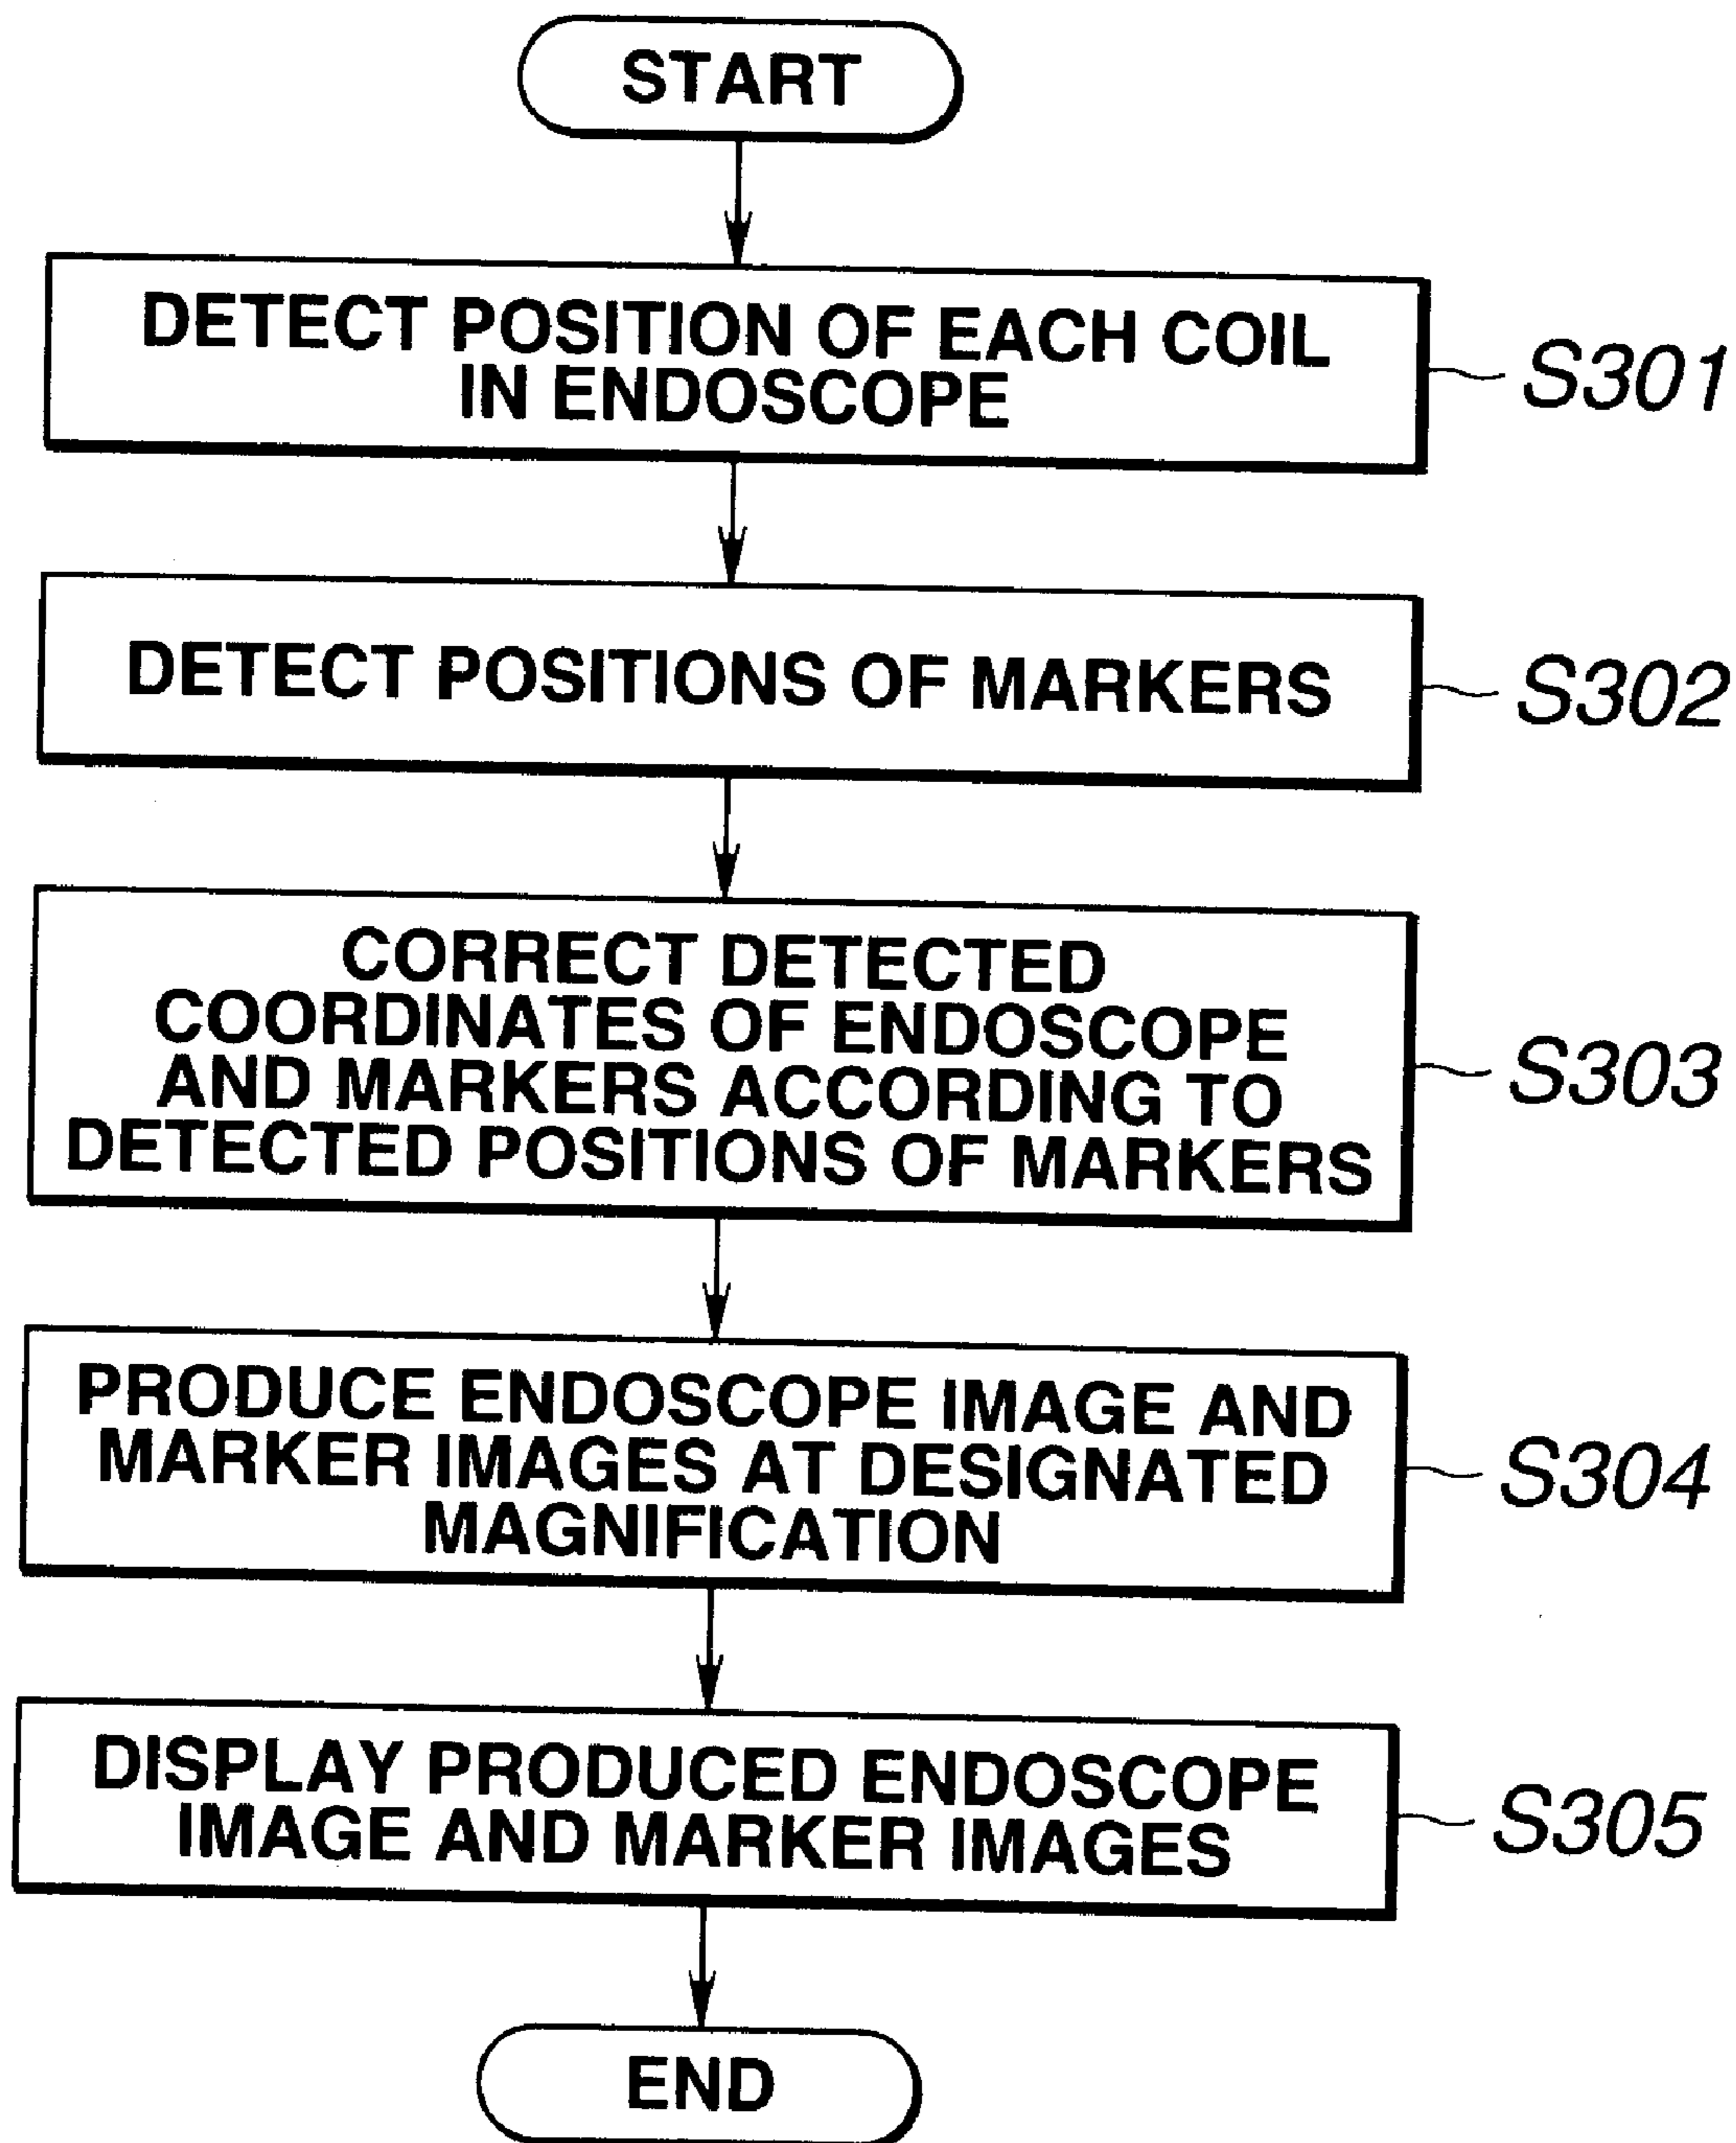 START
DETECT POSITION OF EACH COIL
IN ENDOSCOPE
S301
DETECT POSITIONS OF MARKERS
S302
CORRECT DETECTED
COORDINATES OF ENDOSCOPE
AND MARKERS ACCORDING TO
DETECTED POSITIONS OF MARKERS
S303
PRODUCE ENDOSCOPE IMAGE AND
MARKER IMAGES AT DESIGNATED
MAGNIFICATION
S304
DISPLAY PRODUCED ENDOSCOPE
IMAGE AND MARKER IMAGES
S305
END